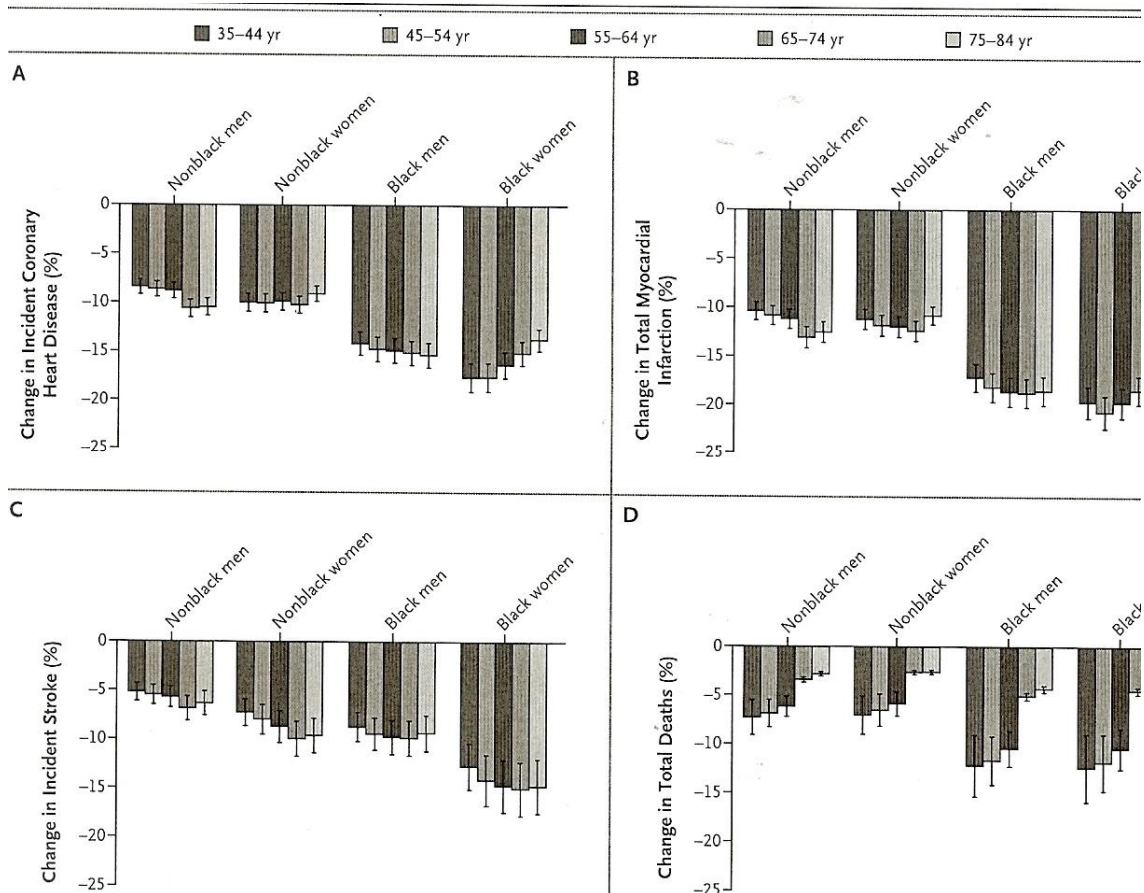 35–44 yr 45–54 yr 55–64 yr 65–74 yr 75–84 yr
A
Nonblack men
Nonblack women
Black men
Black women
Change in Incident Coronary
Heart Disease (%)
0
–5
–10
–15
–20
–25
B
Nonblack men
Nonblack women
Black men
Black
Change in Total Myocardial
Infarction (%)
0
–5
–10
–15
–20
–25
C
Nonblack men
Nonblack women
Black men
Black women
Change in Incident Stroke (%)
0
–5
–10
–15
–20
–25
D
Nonblack men
Nonblack women
Black men
Black
Change in Total Deaths (%)
0
–5
–10
–15
–20
–25